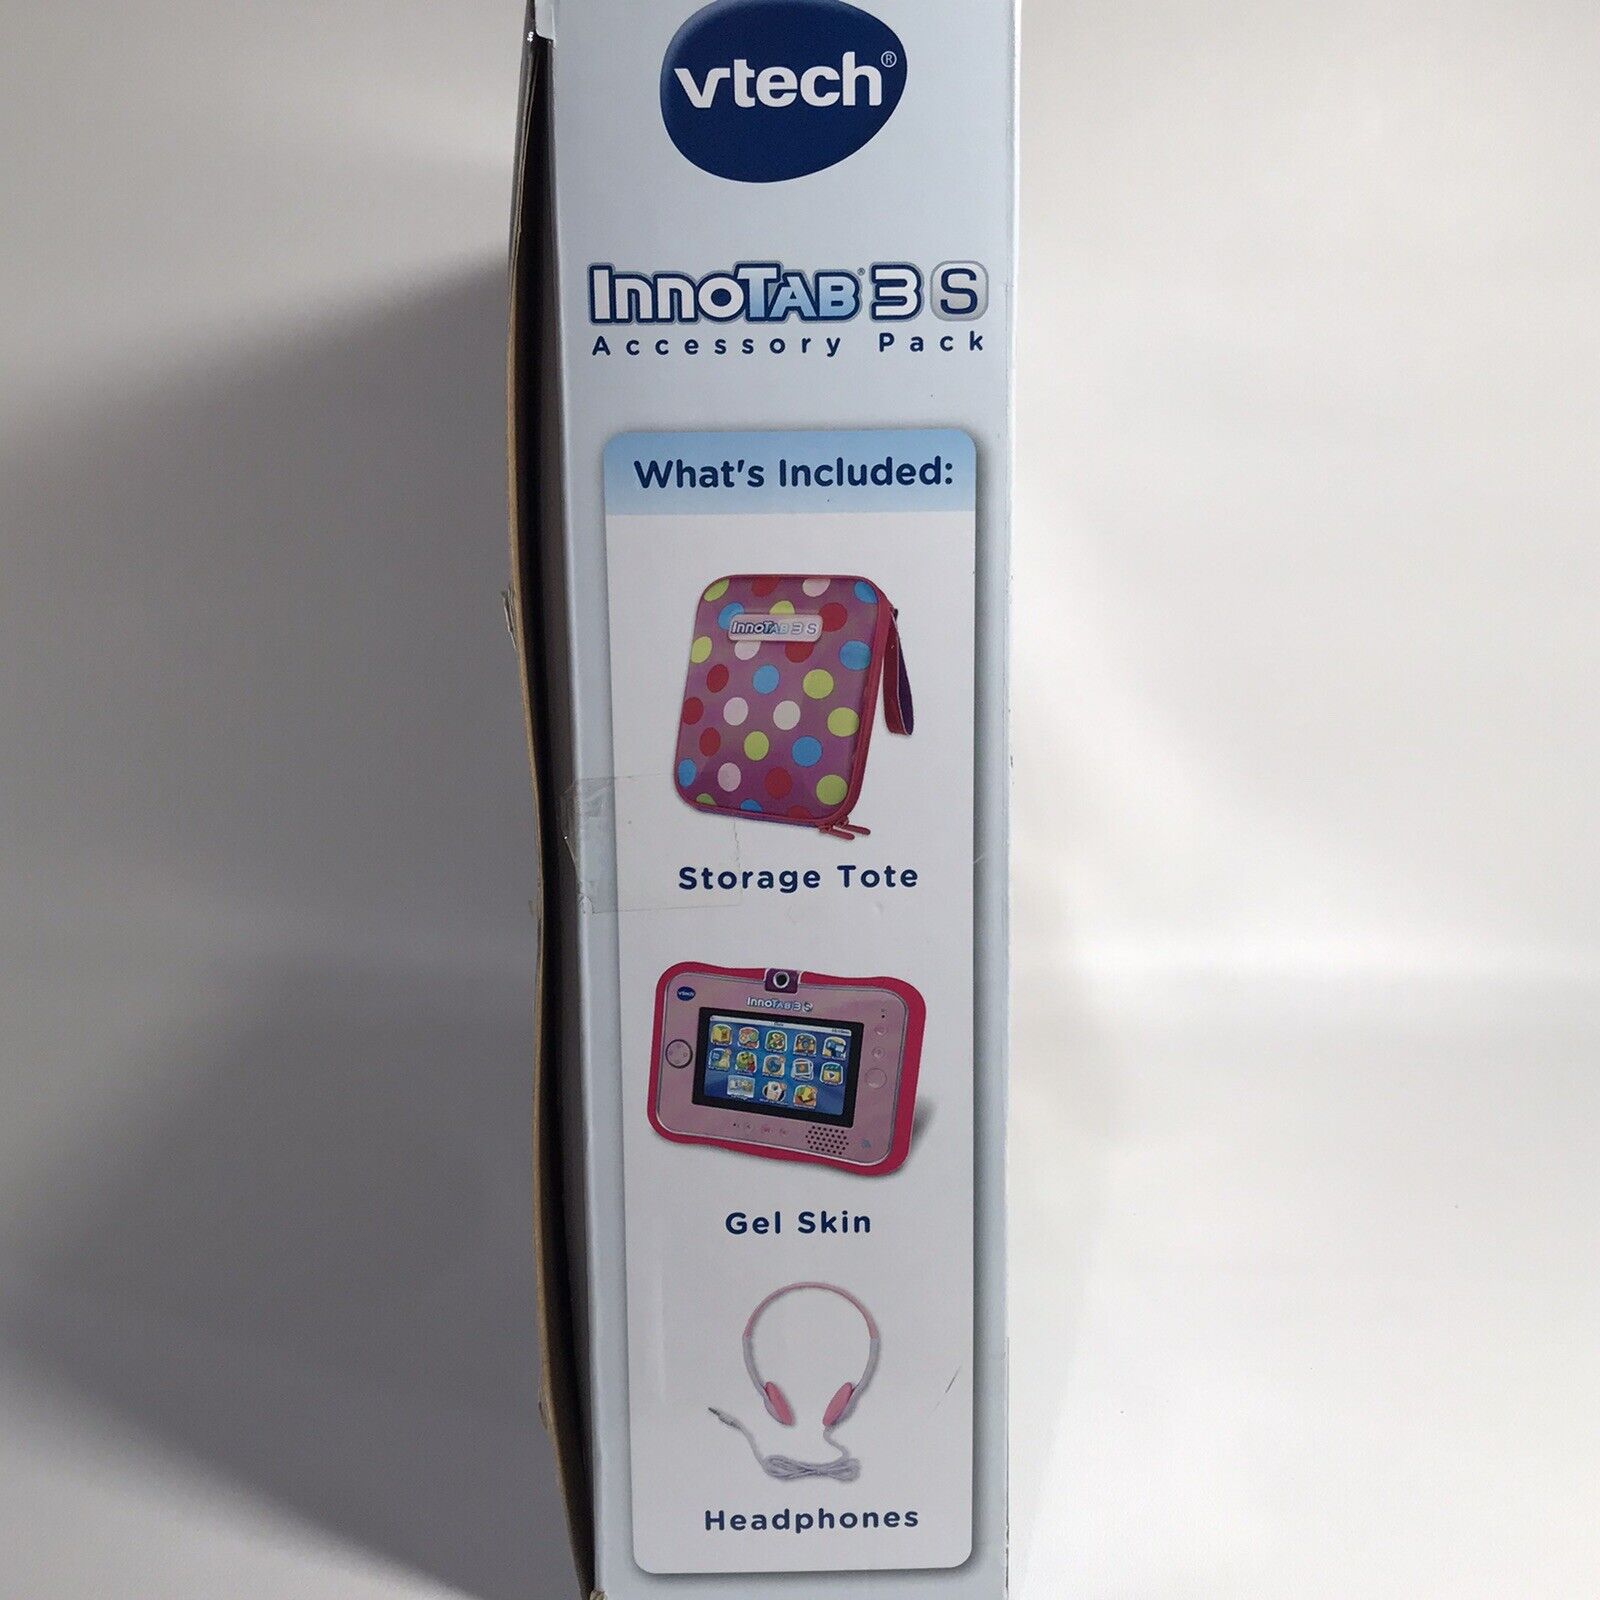 vtech®
InnoTab® 3 S
Accessory Pack
What's Included:
InnoTab 3 S
Storage Tote
vtech
InnoTab 3 S
Gel Skin
Headphones